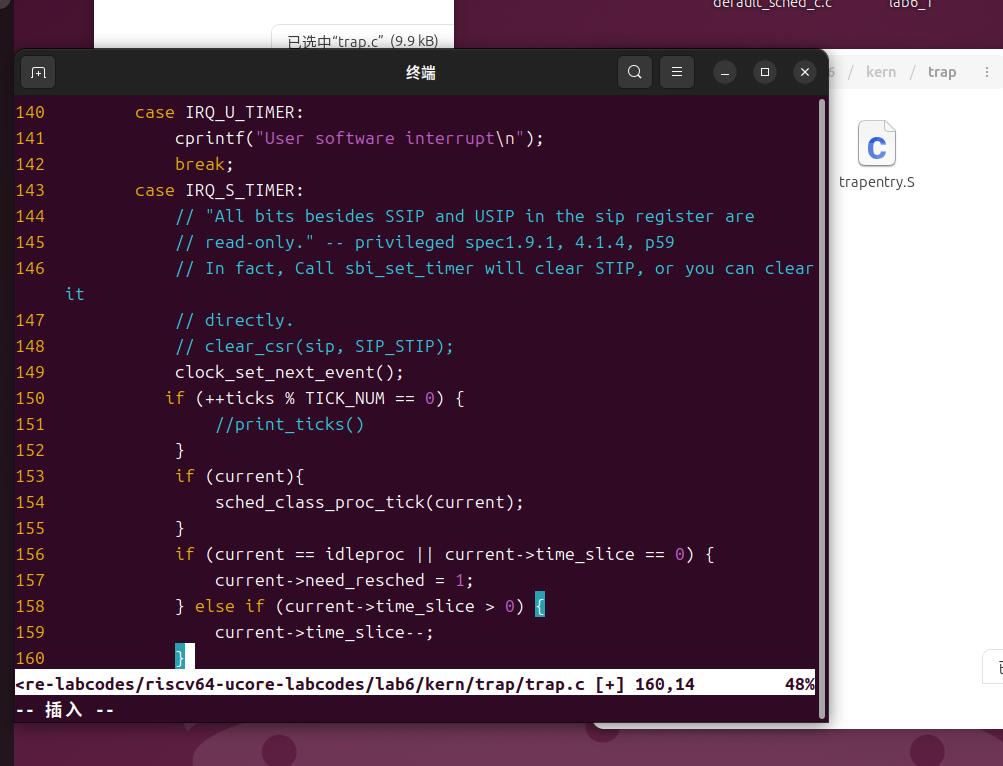 default_sched_c.c
lab6_1
已选中“trap.c” (9.9 kB)
终端
6 / kern / trap
trapentry.S
140 case IRQ_U_TIMER:
141 cprintf("User software interrupt\n");
142 break;
143 case IRQ_S_TIMER:
144 // "All bits besides SSIP and USIP in the sip register are
145 // read-only." -- privileged spec1.9.1, 4.1.4, p59
146 // In fact, Call sbi_set_timer will clear STIP, or you can clear
it
147 // directly.
148 // clear_csr(sip, SIP_STIP);
149 clock_set_next_event();
150 if (++ticks % TICK_NUM == 0) {
151 //print_ticks()
152 }
153 if (current){
154 sched_class_proc_tick(current);
155 }
156 if (current == idleproc || current->time_slice == 0) {
157 current->need_resched = 1;
158 } else if (current->time_slice > 0) {
159 current->time_slice--;
160 }
<re-labcodes/riscv64-ucore-labcodes/lab6/kern/trap/trap.c [+] 160,14 48%
-- 插入 --